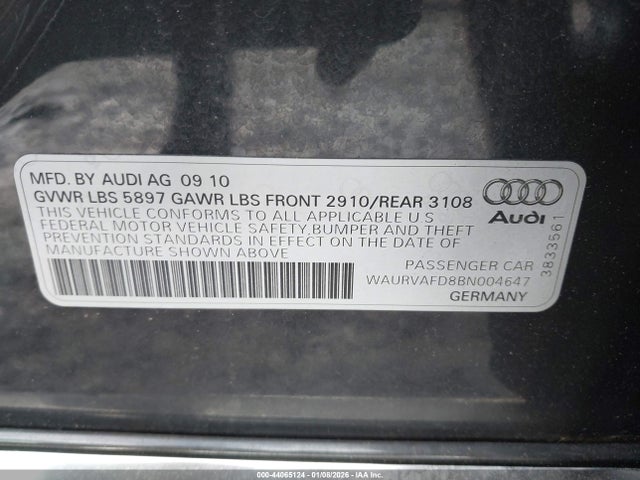 MFD. BY AUDI AG 09 10
GVWR LBS 5897 GAWR LBS FRONT 2910/REAR 3108
THIS VEHICLE CONFORMS TO ALL APPLICABLE U S
FEDERAL MOTOR VEHICLE SAFETY,BUMPER AND THEFT
PREVENTION STANDARDS IN EFFECT ON THE DATE OF
MANUFACTURE SHOWN ABOVE
PASSENGER CAR
WAURVAFD8BN004647
GERMANY
Audi
3833561
000-44065124 - 01/08/2026 - IAA Inc.